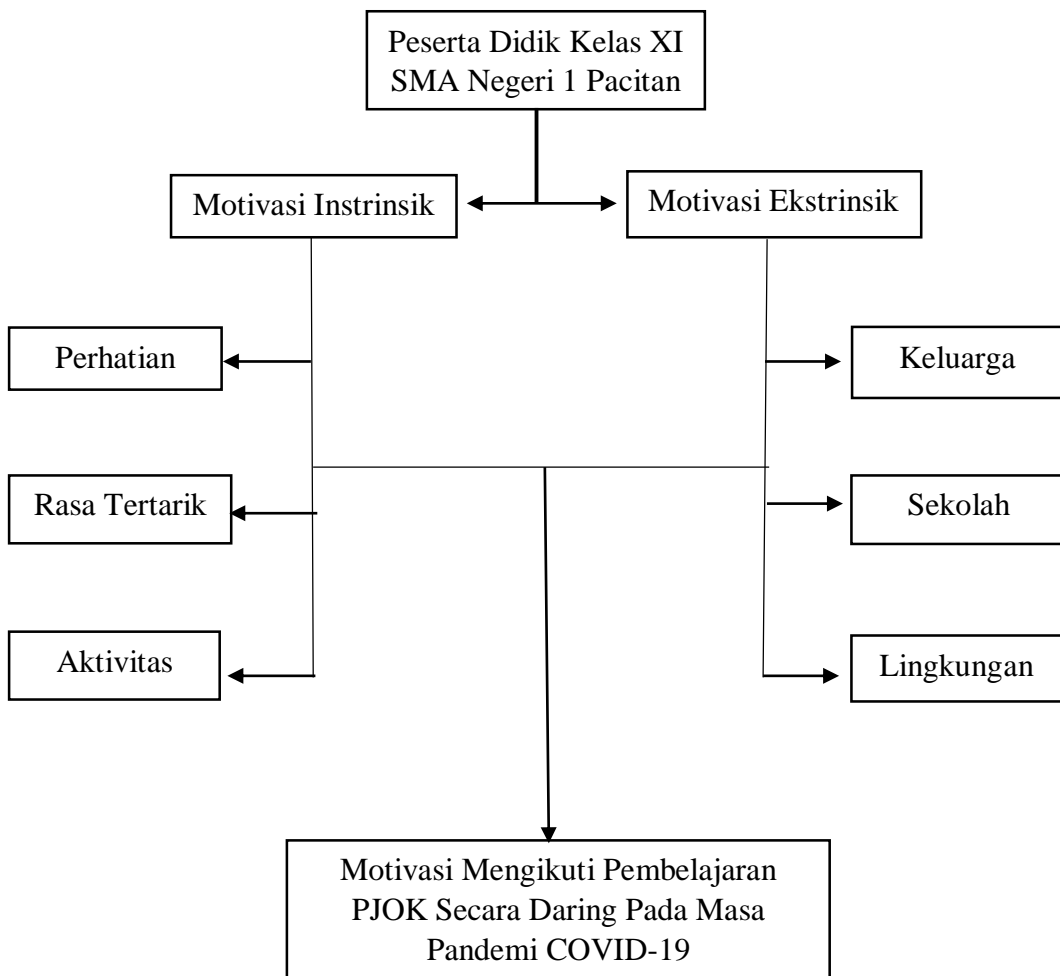 Peserta Didik Kelas XI
SMA Negeri 1 Pacitan
Motivasi Instrinsik
Motivasi Ekstrinsik
Perhatian
Keluarga
Rasa Tertarik
Sekolah
Aktivitas
Lingkungan
Motivasi Mengikuti Pembelajaran
PJOK Secara Daring Pada Masa
Pandemi COVID-19